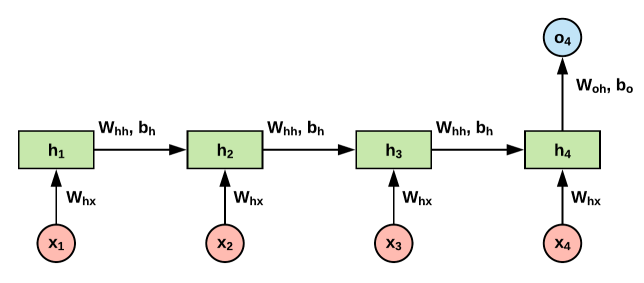 o₄
Wₒₕ, bₒ
Wₕₕ, bₕ
Wₕₕ, bₕ
Wₕₕ, bₕ
h₁
h₂
h₃
h₄
Wₕₓ
Wₕₓ
Wₕₓ
Wₕₓ
x₁
x₂
x₃
x₄